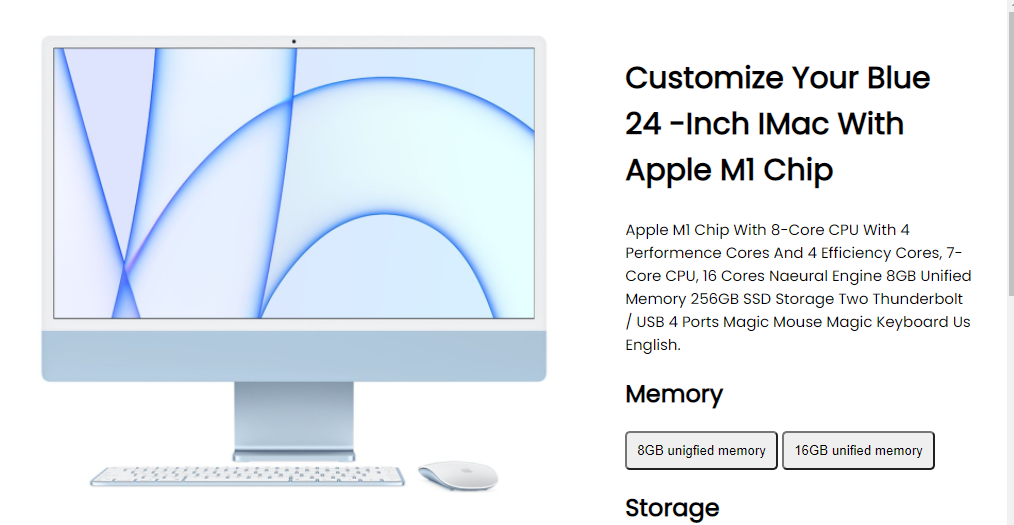 Customize Your Blue
24 -Inch IMac With
Apple M1 Chip
Apple M1 Chip With 8-Core CPU With 4
Performence Cores And 4 Efficiency Cores, 7-
Core CPU, 16 Cores Naeural Engine 8GB Unified
Memory 256GB SSD Storage Two Thunderbolt
/ USB 4 Ports Magic Mouse Magic Keyboard Us
English.
Memory
8GB unigfied memory 16GB unified memory
Storage